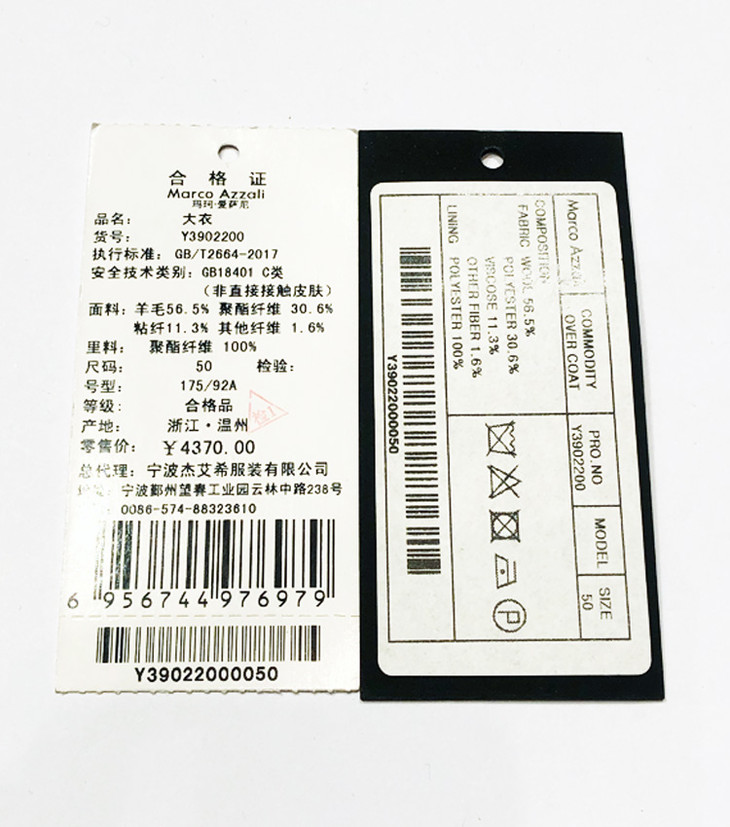 合格证
Marco Azzali
玛珂·爱萨尼
品名: 大衣
货号: Y3902200
执行标准: GB/T2664-2017
安全技术类别: GB18401 C类
(非直接接触皮肤)
面料: 羊毛56.5% 聚酯纤维 30.6%
粘纤11.3% 其他纤维 1.6%
里料: 聚酯纤维 100%
尺码: 50 检验:
号型: 175/92A
等级: 合格品
检1
产地: 浙江·温州
零售价: ¥4370.00
总代理: 宁波杰艾希服装有限公司
地址: 宁波鄞州望春工业园云林中路238号
0086-574-88323610
6 956744 976979
Y39022000050
Marco Azzali
COMMODITY
OVER COAT
PRO.NO
Y3902200
MODEL
SIZE
50
COMPOSITION
FABRIC WOOL 56.5%
POLYESTER 30.6%
VISCOSE 11.3%
OTHER FIBER 1.6%
LINING POLYESTER 100%
P
Y39022000050